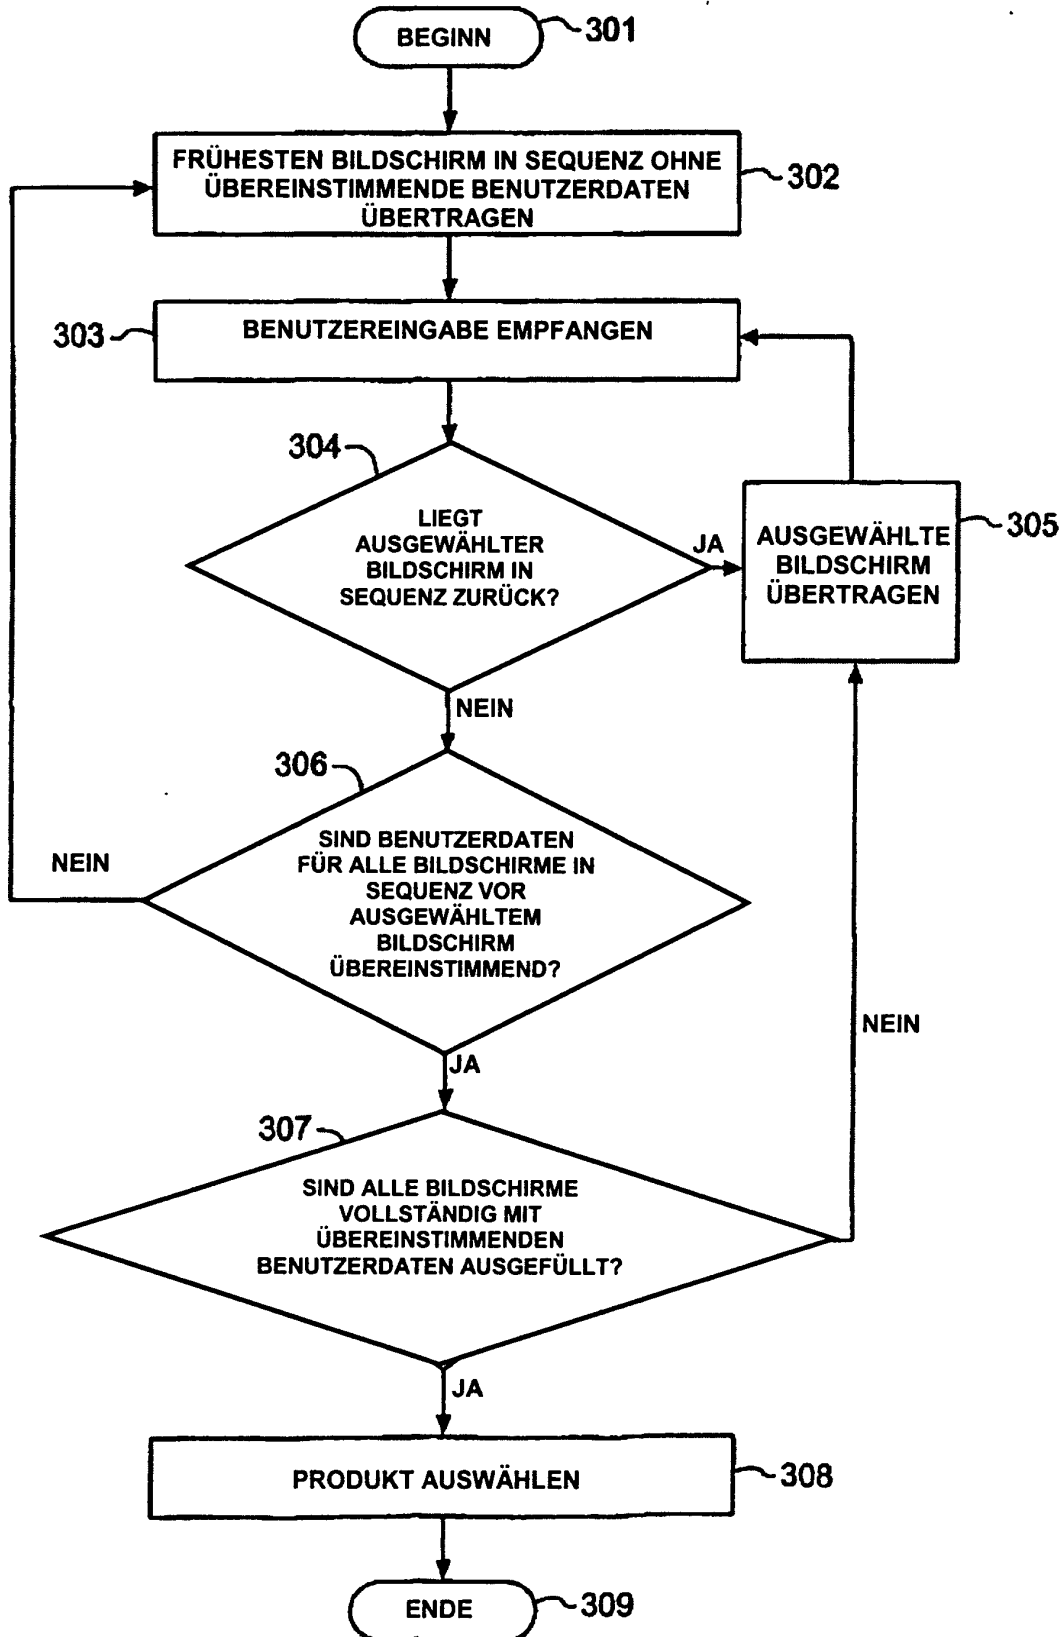 BEGINN
301
FRÜHESTEN BILDSCHIRM IN SEQUENZ OHNE
ÜBEREINSTIMMENDE BENUTZERDATEN
ÜBERTRAGEN
302
303
BENUTZEREINGABE EMPFANGEN
304
LIEGT
AUSGEWÄHLTER
BILDSCHIRM IN
SEQUENZ ZURÜCK?
JA
AUSGEWÄHLTE
BILDSCHIRM
ÜBERTRAGEN
305
NEIN
306
SIND BENUTZERDATEN
FÜR ALLE BILDSCHIRME IN
SEQUENZ VOR
AUSGEWÄHLTEM
BILDSCHIRM
ÜBEREINSTIMMEND?
NEIN
NEIN
JA
307
SIND ALLE BILDSCHIRME
VOLLSTÄNDIG MIT
ÜBEREINSTIMMENDEN
BENUTZERDATEN AUSGEFÜLLT?
JA
PRODUKT AUSWÄHLEN
308
ENDE
309